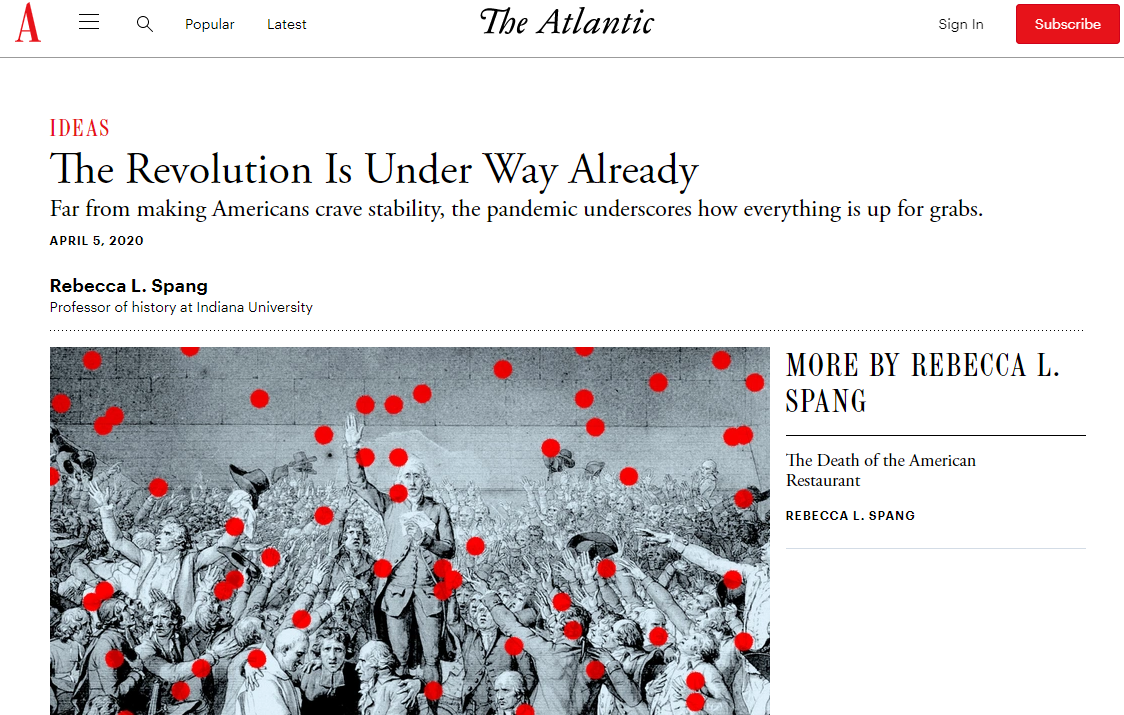 A
Popular
Latest
The Atlantic
Sign In
Subscribe
IDEAS
The Revolution Is Under Way Already
Far from making Americans crave stability, the pandemic underscores how everything is up for grabs.
APRIL 5, 2020
Rebecca L. Spang
Professor of history at Indiana University
MORE BY REBECCA L.
SPANG
The Death of the American
Restaurant
REBECCA L. SPANG